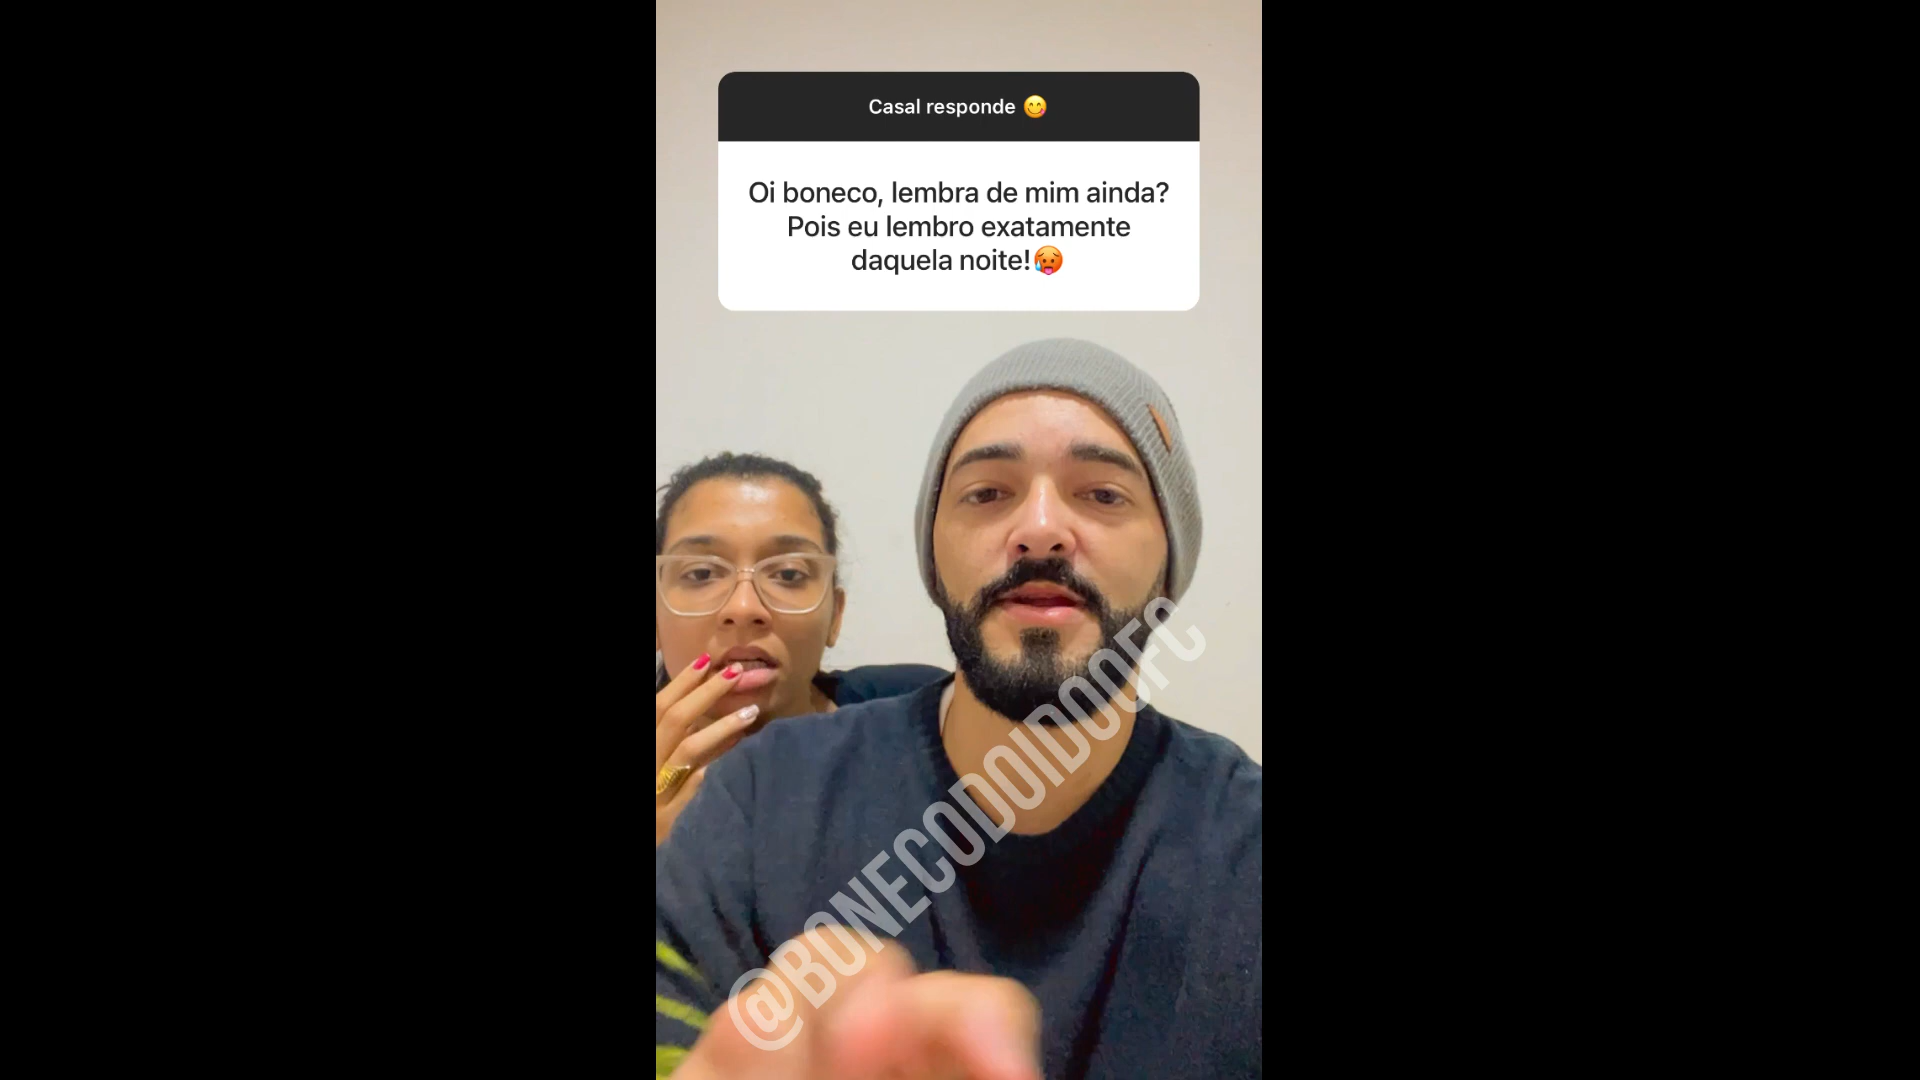 Casal responde 😋
Oi boneco, lembra de mim ainda?
Pois eu lembro exatamente
daquela noite!🥵
@BONECODOIDOOFC